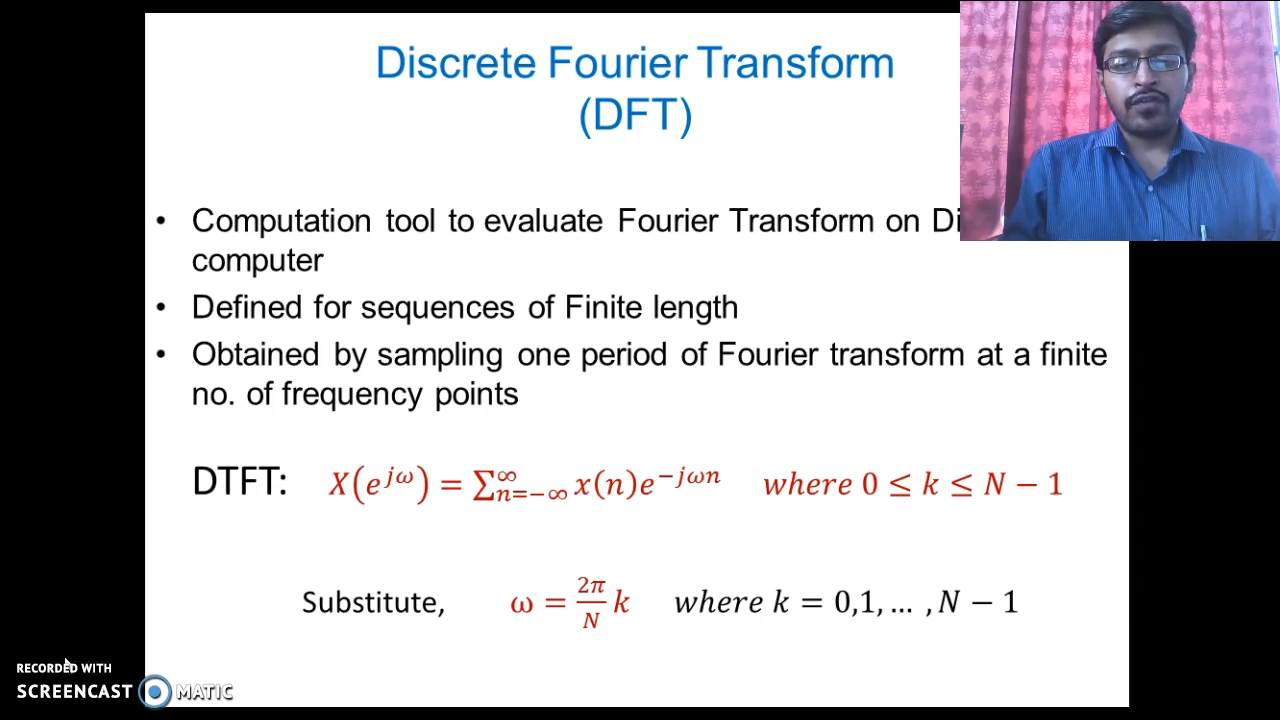 Discrete Fourier Transform
(DFT)
• Computation tool to evaluate Fourier Transform on Di
computer
• Defined for sequences of Finite length
• Obtained by sampling one period of Fourier transform at a finite
no. of frequency points
DTFT: X(e^{jω}) = ∑_{n=−∞}^{∞} x(n)e^{−jωn} where 0 ≤ k ≤ N − 1
Substitute, ω = \frac{2π}{N} k where k = 0,1, … , N − 1
RECORDED WITH
SCREENCAST MATIC